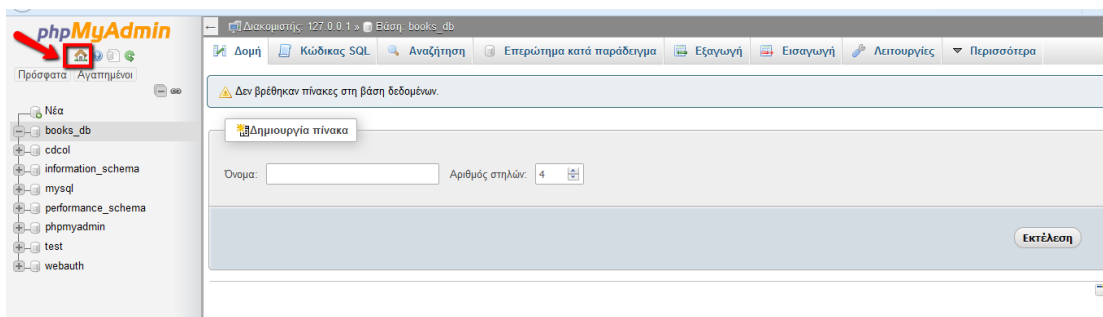 phpMyAdmin
Πρόσφατα Αγαπημένοι
Νέα
books_db
cdcol
information_schema
mysql
performance_schema
phpmyadmin
test
webauth
Διακομιστής: 127.0.0.1 » Βάση: books_db
Δομή Κώδικας SQL Αναζήτηση Επερώτημα κατά παράδειγμα Εξαγωγή Εισαγωγή Λειτουργίες Περισσότερα
Δεν βρέθηκαν πίνακες στη βάση δεδομένων.
Δημιουργία πίνακα
Όνομα: Αριθμός στηλών: 4
Εκτέλεση